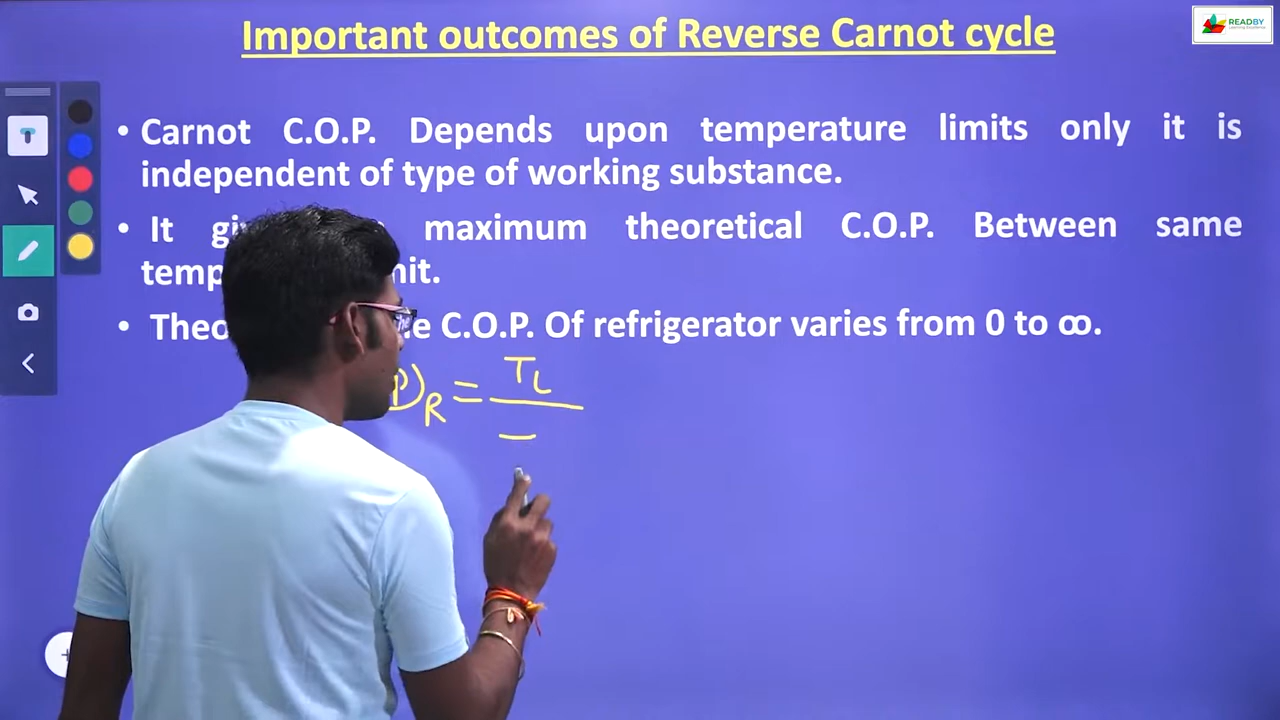 Important outcomes of Reverse Carnot cycle
READBY
• Carnot C.O.P. Depends upon temperature limits only it is
independent of type of working substance.
• It maximum theoretical C.O.P. Between same
• C.O.P. Of refrigerator varies from 0 to ∞.
)R = TL